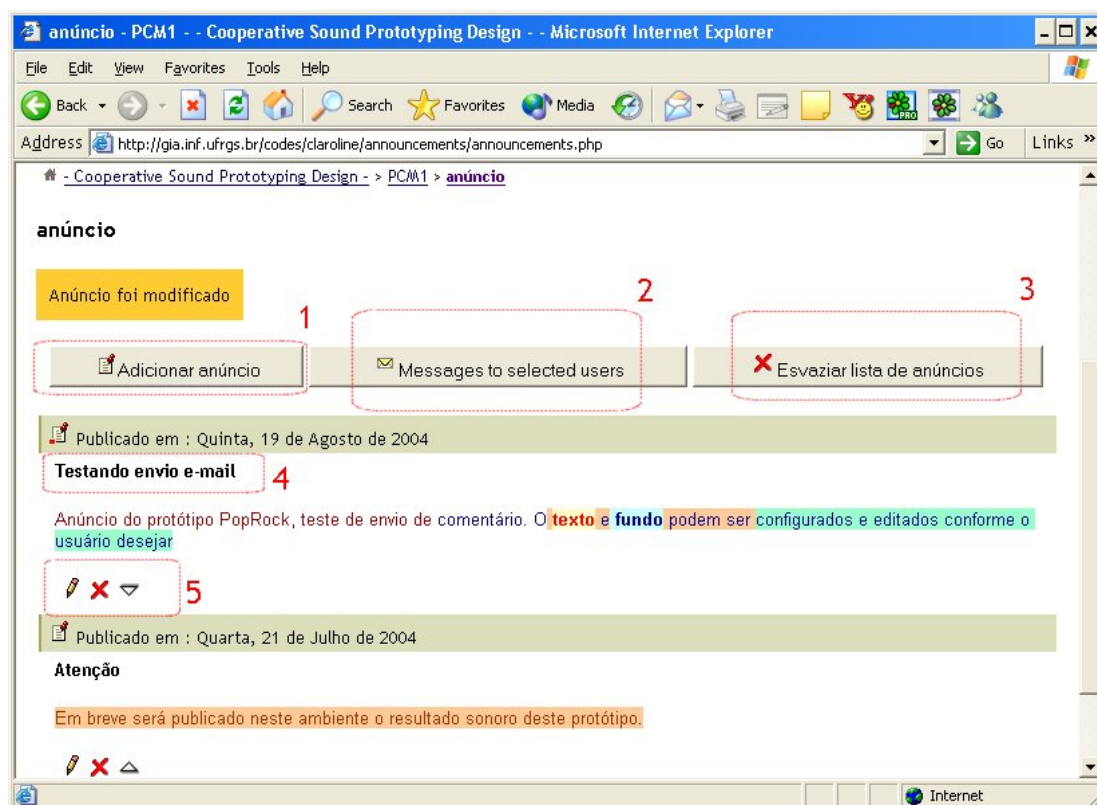 anúncio - PCM1 - - Cooperative Sound Prototyping Design - - Microsoft Internet Explorer
File Edit View Favorites Tools Help
Back Search Favorites Media
PRO
Address http://gia.inf.ufrgs.br/codes/claroline/announcements/announcements.php Go Links »
- Cooperative Sound Prototyping Design - > PCM1 > anúncio
anúncio
Anúncio foi modificado
1 2 3
Adicionar anúncio Messages to selected users Esvaziar lista de anúncios
Publicado em : Quinta, 19 de Agosto de 2004
Testando envio e-mail 4
Anúncio do protótipo PopRock, teste de envio de comentário. O texto e fundo podem ser configurados e editados conforme o
usuário desejar
5
Publicado em : Quarta, 21 de Julho de 2004
Atenção
Em breve será publicado neste ambiente o resultado sonoro deste protótipo.
Internet